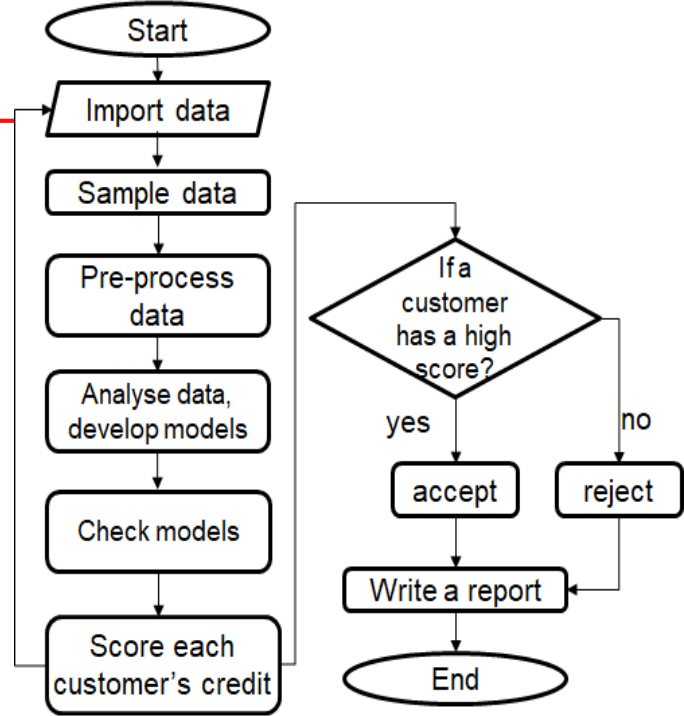 Start
Import data
Sample data
Pre-process
data
Analyse data,
develop models
Check models
Score each
customer's credit
If a
customer
has a high
score?
yes
no
accept
reject
Write a report
End